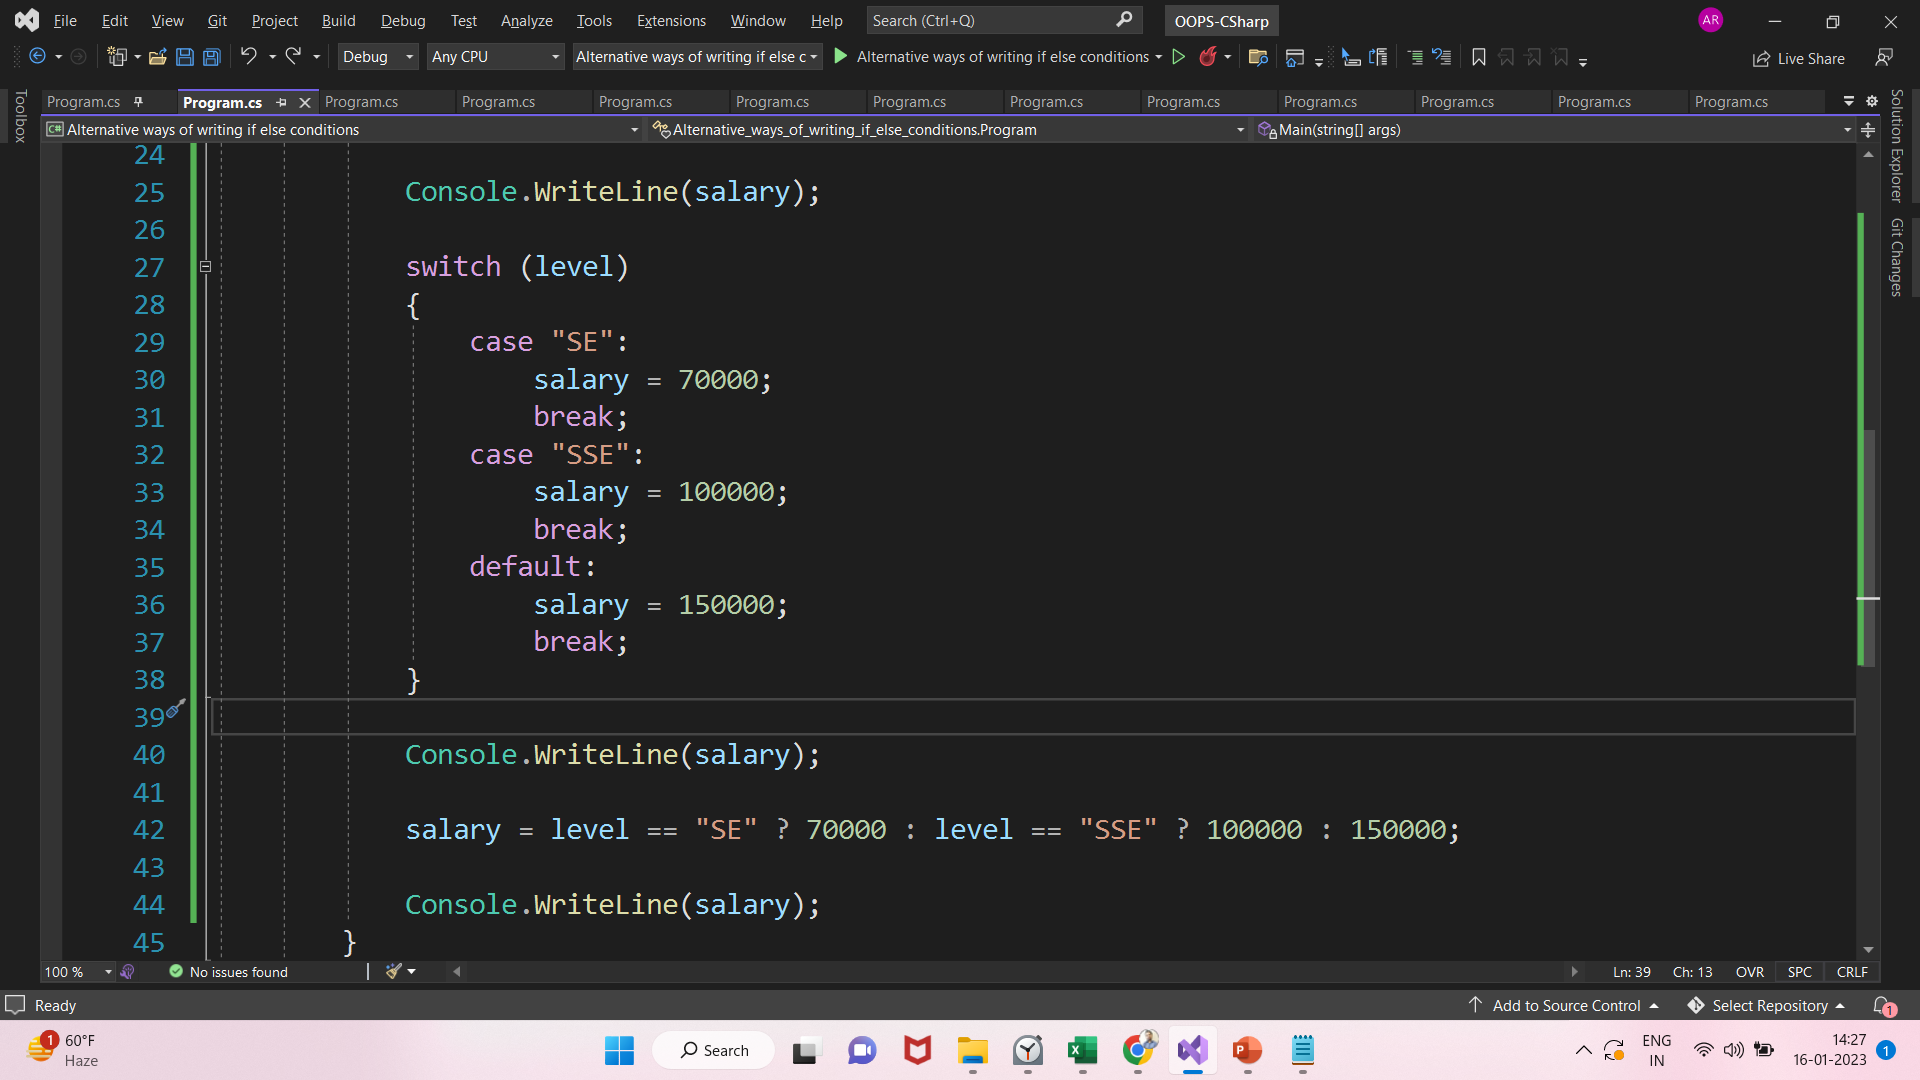 File Edit View Git Project Build Debug Test Analyze Tools Extensions Window Help Search (Ctrl+Q) OOPS-CSharp AR
Debug Any CPU Alternative ways of writing if else c Alternative ways of writing if else conditions Live Share
Toolbox
Program.cs Program.cs Program.cs Program.cs Program.cs Program.cs Program.cs Program.cs Program.cs Program.cs Program.cs Program.cs Program.cs
C# Alternative ways of writing if else conditions Alternative_ways_of_writing_if_else_conditions.Program Main(string[] args)
Solution Explorer
Git Changes
24
25 Console.WriteLine(salary);
26
27 switch (level)
28 {
29 case "SE":
30 salary = 70000;
31 break;
32 case "SSE":
33 salary = 100000;
34 break;
35 default:
36 salary = 150000;
37 break;
38 }
39
40 Console.WriteLine(salary);
41
42 salary = level == "SE" ? 70000 : level == "SSE" ? 100000 : 150000;
43
44 Console.WriteLine(salary);
45 }
100 % No issues found Ln: 39 Ch: 13 OVR SPC CRLF
Ready Add to Source Control Select Repository 1
1 60°F
Haze
Search
ENG
IN
14:27
16-01-2023
1